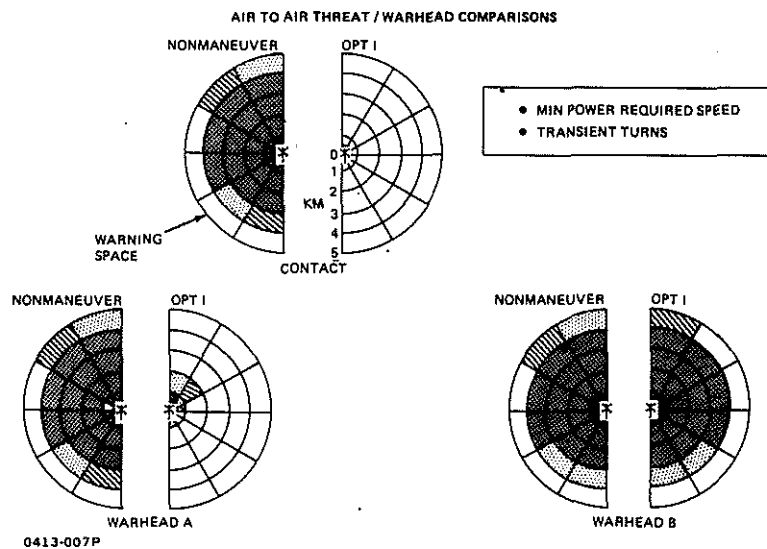 AIR TO AIR THREAT / WARHEAD COMPARISONS
NONMANEUVER OPT I
• MIN POWER REQUIRED SPEED
• TRANSIENT TURNS
0
1
2
KM 3
4
5
WARNING
SPACE
CONTACT
NONMANEUVER OPT I
NONMANEUVER OPT I
WARHEAD A
WARHEAD B
0413-007P